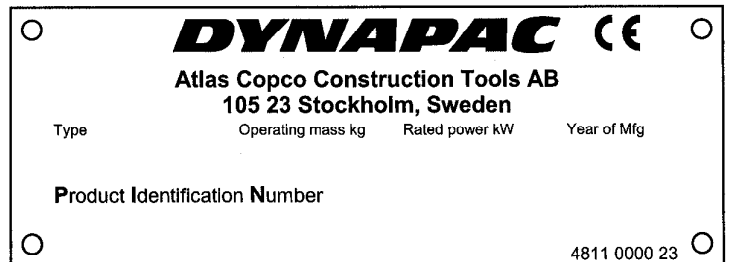 DYNAPAC CE
Atlas Copco Construction Tools AB
105 23 Stockholm, Sweden
Type Operating mass kg Rated power kW Year of Mfg
Product Identification Number
4811 0000 23